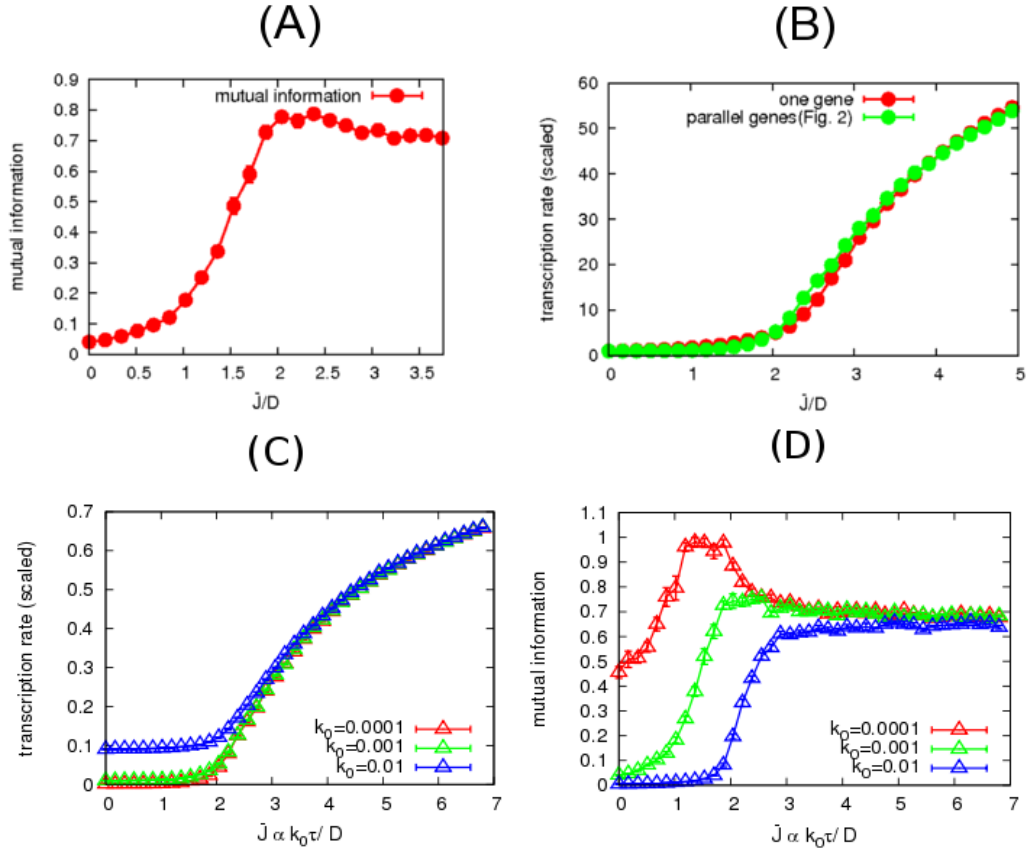 (A)
mutual information
0.9
0.8
0.7
0.6
0.5
0.4
0.3
0.2
0.1
0
0 0.5 1 1.5 2 2.5 3 3.5
J̄/D
mutual information
(B)
one gene
parallel genes(Fig. 2)
60
50
40
30
20
10
0
0 1 2 3 4 5
J̄/D
transcription rate (scaled)
(C)
0.7
0.6
0.5
0.4
0.3
0.2
0.1
0
k₀=0.0001
k₀=0.001
k₀=0.01
0 1 2 3 4 5 6 7
J̄ α k₀τ/ D
transcription rate (scaled)
(D)
1.1
1
0.9
0.8
0.7
0.6
0.5
0.4
0.3
0.2
0.1
0
k₀=0.0001
k₀=0.001
k₀=0.01
0 1 2 3 4 5 6 7
J̄ α k₀τ/ D
mutual information